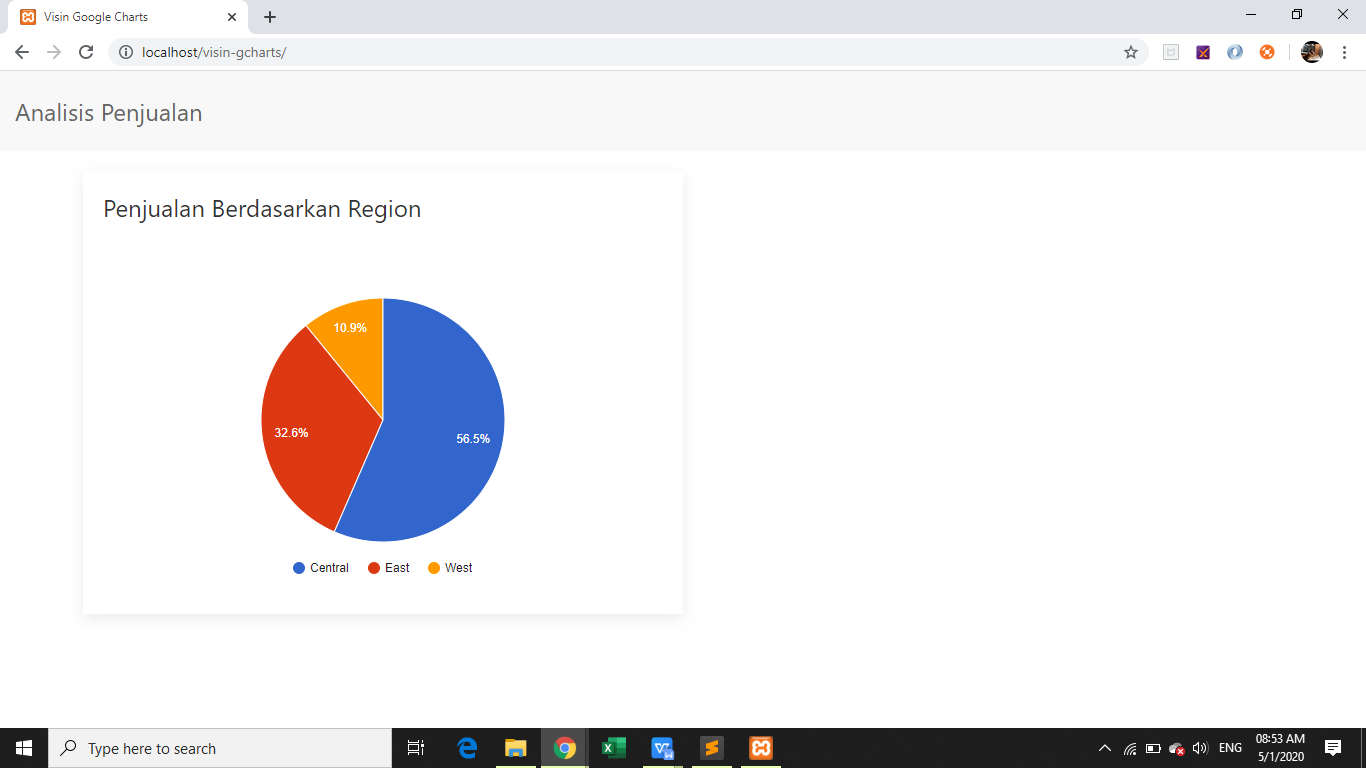 Visin Google Charts
localhost/visin-gcharts/
Analisis Penjualan
Penjualan Berdasarkan Region
10.9%
32.6%
56.5%
Central East West
Type here to search
ENG
08:53 AM
5/1/2020